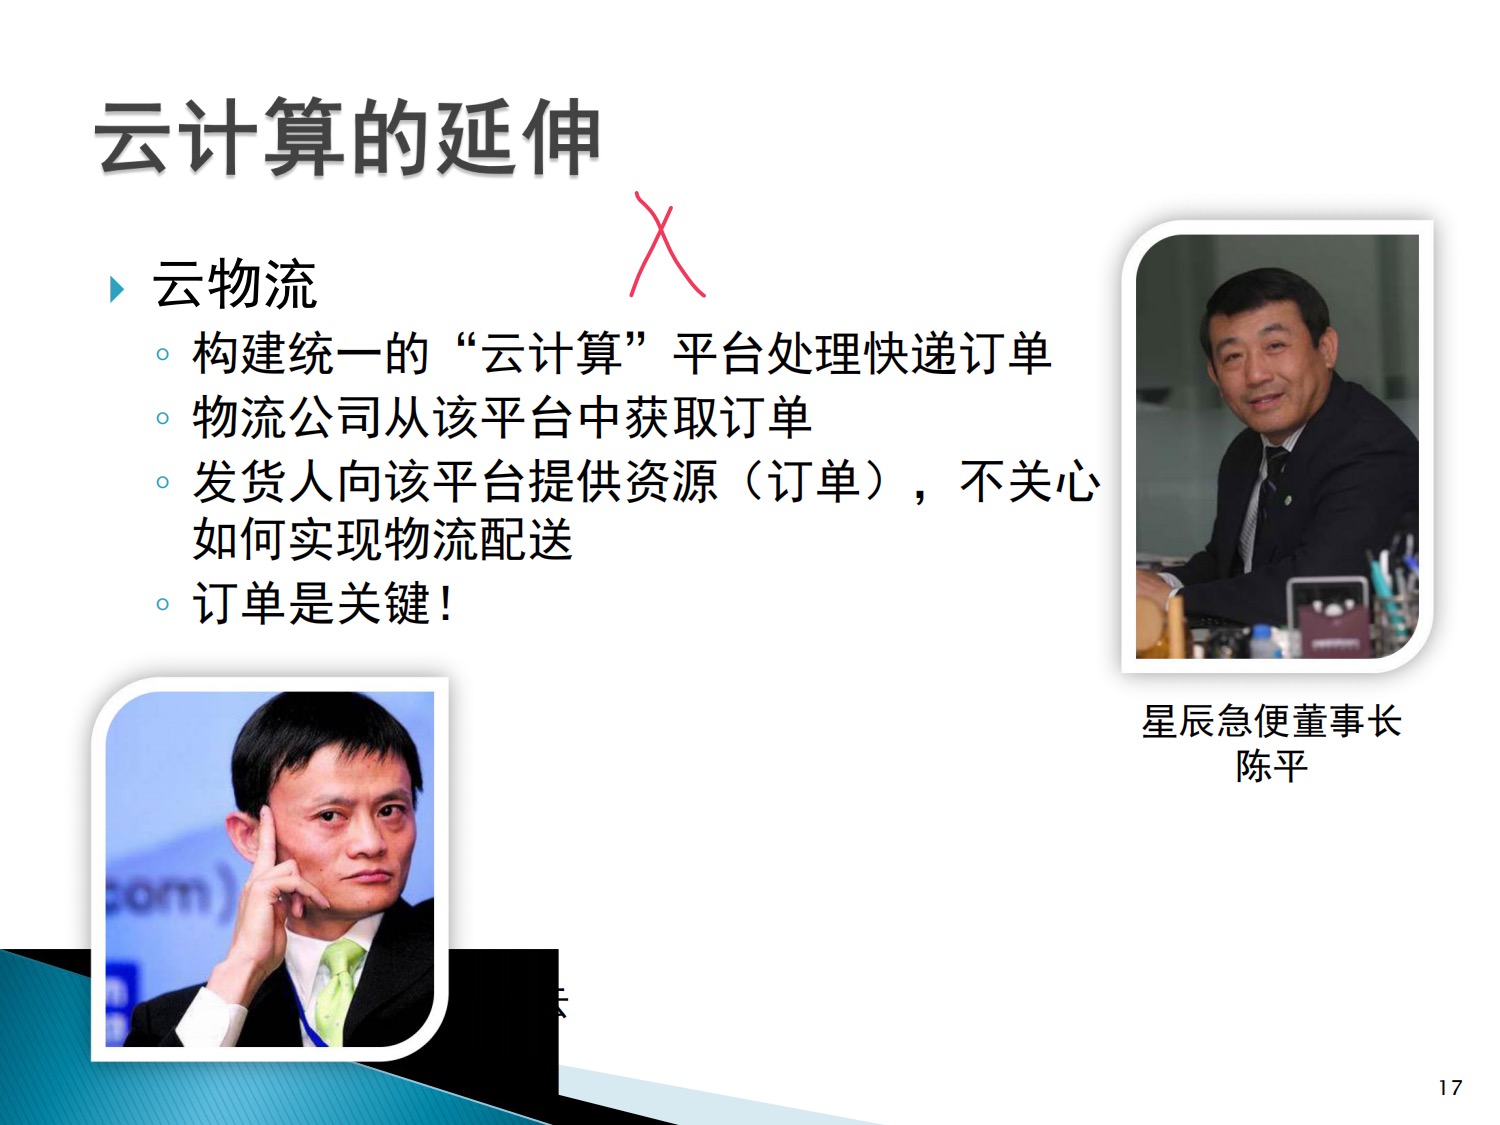 云计算的延伸
云物流
构建统一的“云计算”平台处理快递订单
物流公司从该平台中获取订单
发货人向该平台提供资源（订单），不关心
如何实现物流配送
订单是关键！
星辰急便董事长
陈平
com)
17